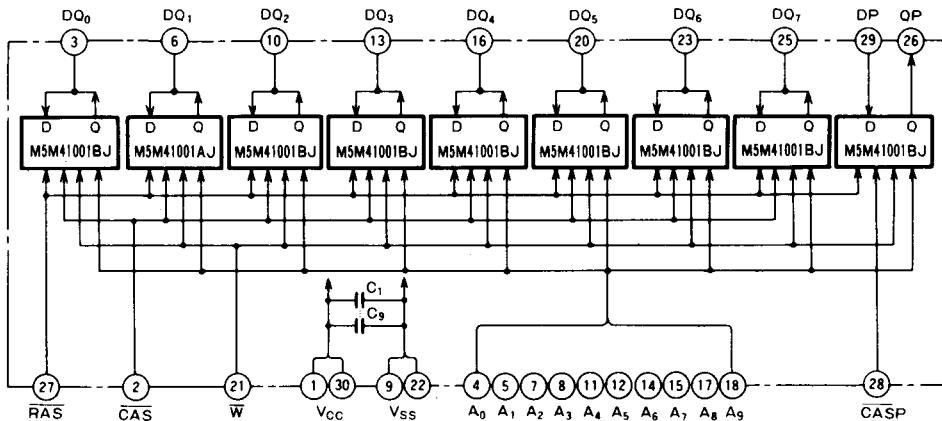 DQ0 DQ1 DQ2 DQ3 DQ4 DQ5 DQ6 DQ7 DP QP
3 6 10 13 16 20 23 25 29 26
D Q D Q D Q D Q D Q D Q D Q D Q D Q
M5M41001BJ M5M41001AJ M5M41001BJ M5M41001BJ M5M41001BJ M5M41001BJ M5M41001BJ M5M41001BJ M5M41001BJ
C1
C9
27 2 21 1 30 9 22 4 5 7 8 11 12 14 15 17 18 28
R̅A̅S̅ C̅A̅S̅ W̅ VCC VSS A0 A1 A2 A3 A4 A5 A6 A7 A8 A9 C̅A̅S̅P